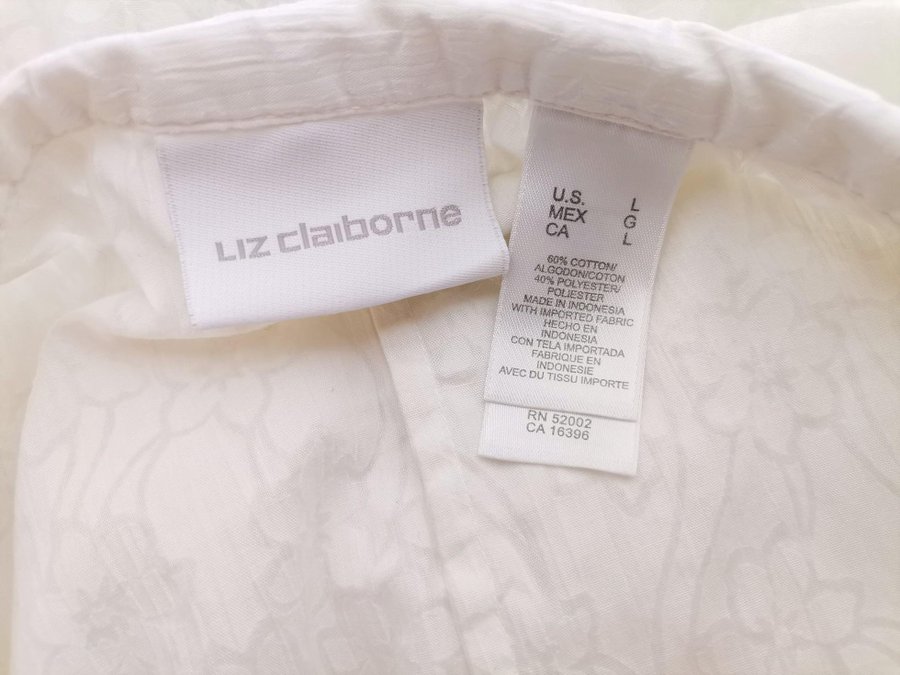 LIZ claiborne
U.S. L
MEX G
CA L
60% COTTON/
ALGODON/COTON
40% POLYESTER/
POLIESTER
MADE IN INDONESIA
WITH IMPORTED FABRIC
HECHO EN
INDONESIA
CON TELA IMPORTADA
FABRIQUE EN
INDONESIE
AVEC DU TISSU IMPORTE
RN 52002
CA 16396